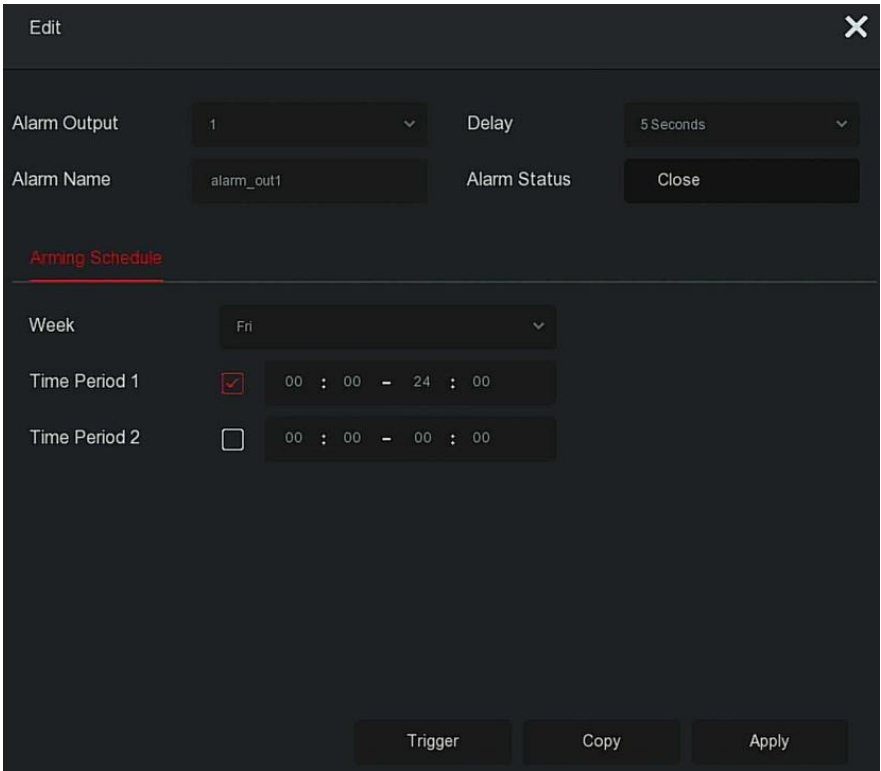 Edit
Alarm Output 1 Delay 5 Seconds
Alarm Name alarm_out1 Alarm Status Close
Arming Schedule
Week Fri
Time Period 1 00 : 00 - 24 : 00
Time Period 2 00 : 00 - 00 : 00
Trigger Copy Apply